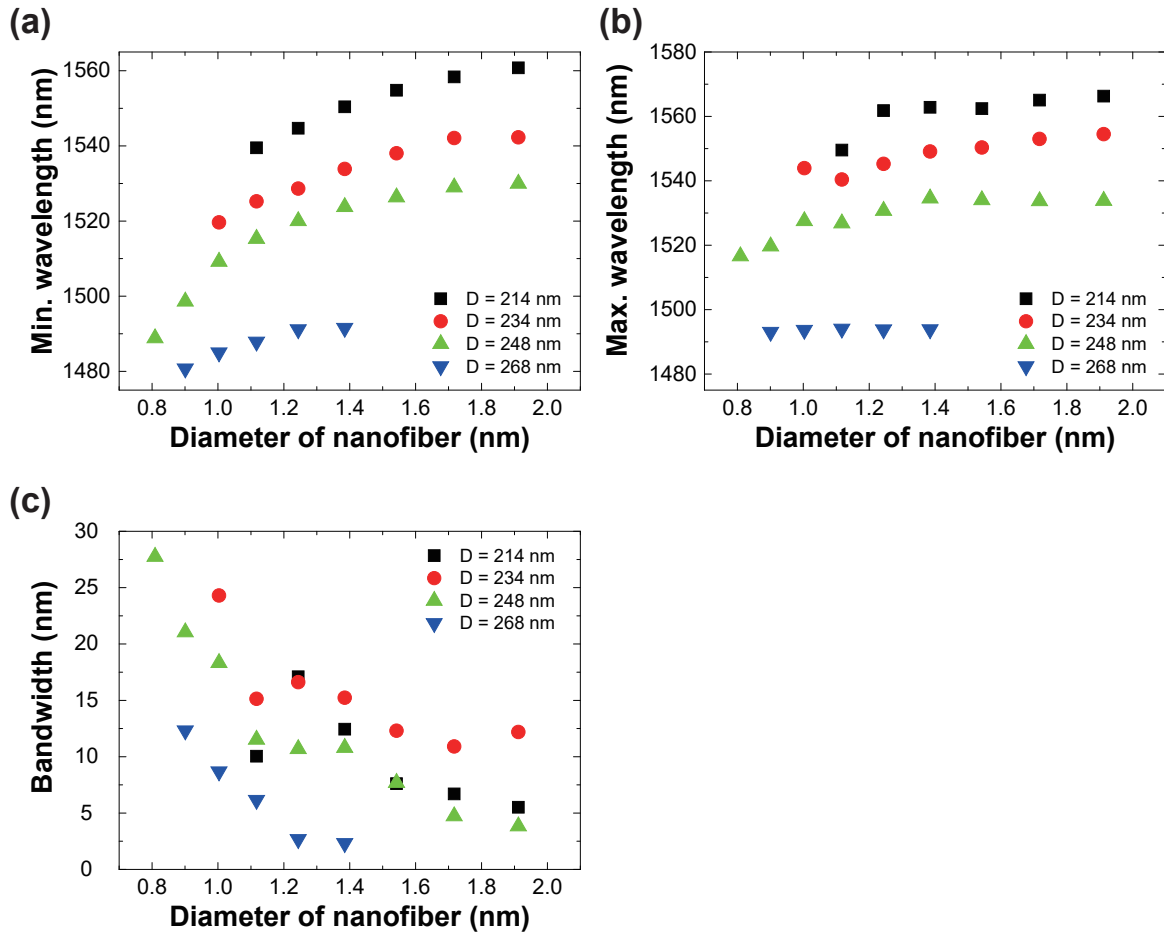 (a)
Min. wavelength (nm)
1560
1540
1520
1500
1480
0.8 1.0 1.2 1.4 1.6 1.8 2.0
Diameter of nanofiber (nm)
D = 214 nm
D = 234 nm
D = 248 nm
D = 268 nm
(b)
Max. wavelength (nm)
1580
1560
1540
1520
1500
1480
0.8 1.0 1.2 1.4 1.6 1.8 2.0
Diameter of nanofiber (nm)
D = 214 nm
D = 234 nm
D = 248 nm
D = 268 nm
(c)
Bandwidth (nm)
30
25
20
15
10
5
0
0.8 1.0 1.2 1.4 1.6 1.8 2.0
Diameter of nanofiber (nm)
D = 214 nm
D = 234 nm
D = 248 nm
D = 268 nm